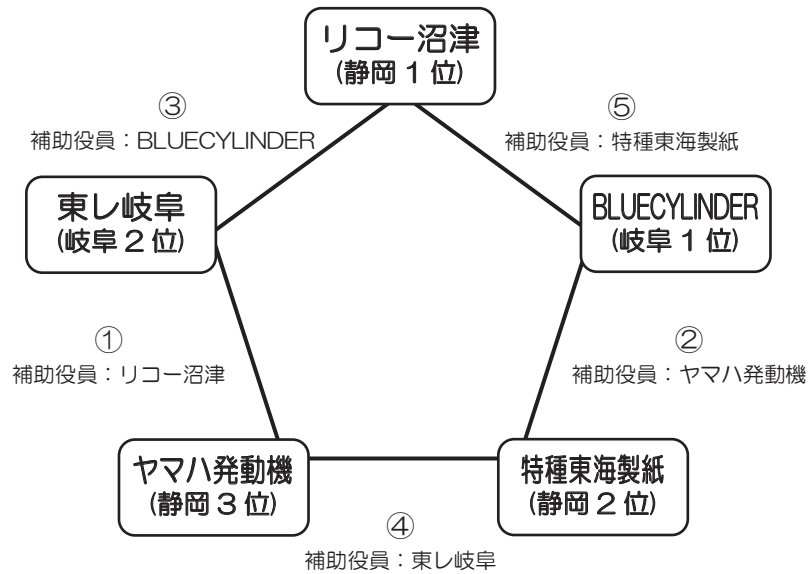 リコー沼津
(静岡1位)
③
補助役員：BLUECYLINDER
⑤
補助役員：特種東海製紙
東レ岐阜
(岐阜2位)
BLUECYLINDER
(岐阜1位)
①
補助役員：リコー沼津
②
補助役員：ヤマハ発動機
ヤマハ発動機
(静岡3位)
特種東海製紙
(静岡2位)
④
補助役員：東レ岐阜